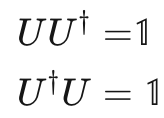 UU† =𝟙
U†U = 𝟙